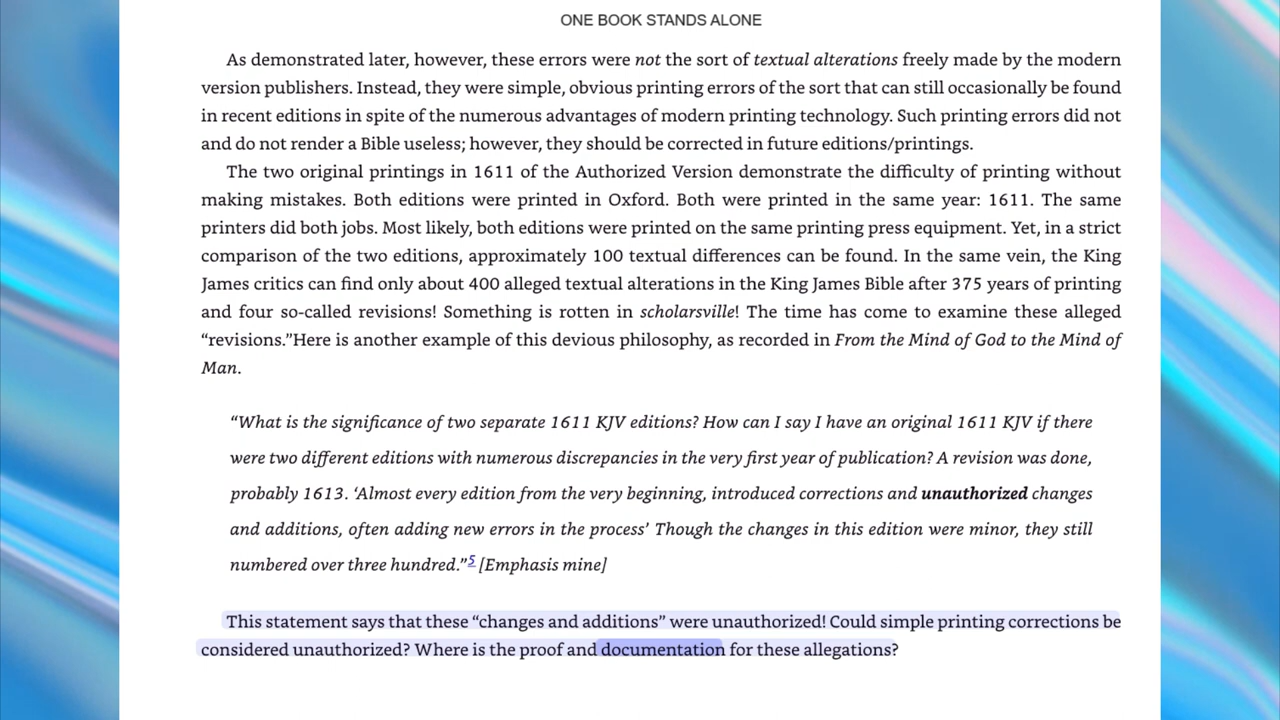 ONE BOOK STANDS ALONE
As demonstrated later, however, these errors were not the sort of textual alterations freely made by the modern
version publishers. Instead, they were simple, obvious printing errors of the sort that can still occasionally be found
in recent editions in spite of the numerous advantages of modern printing technology. Such printing errors did not
and do not render a Bible useless; however, they should be corrected in future editions/printings.
The two original printings in 1611 of the Authorized Version demonstrate the difficulty of printing without
making mistakes. Both editions were printed in Oxford. Both were printed in the same year: 1611. The same
printers did both jobs. Most likely, both editions were printed on the same printing press equipment. Yet, in a strict
comparison of the two editions, approximately 100 textual differences can be found. In the same vein, the King
James critics can find only about 400 alleged textual alterations in the King James Bible after 375 years of printing
and four so-called revisions! Something is rotten in scholarsville! The time has come to examine these alleged
“revisions.”Here is another example of this devious philosophy, as recorded in From the Mind of God to the Mind of
Man.
“What is the significance of two separate 1611 KJV editions? How can I say I have an original 1611 KJV if there
were two different editions with numerous discrepancies in the very first year of publication? A revision was done,
probably 1613. ‘Almost every edition from the very beginning, introduced corrections and unauthorized changes
and additions, often adding new errors in the process’ Though the changes in this edition were minor, they still
numbered over three hundred.”5 [Emphasis mine]
This statement says that these “changes and additions” were unauthorized! Could simple printing corrections be
considered unauthorized? Where is the proof and documentation for these allegations?